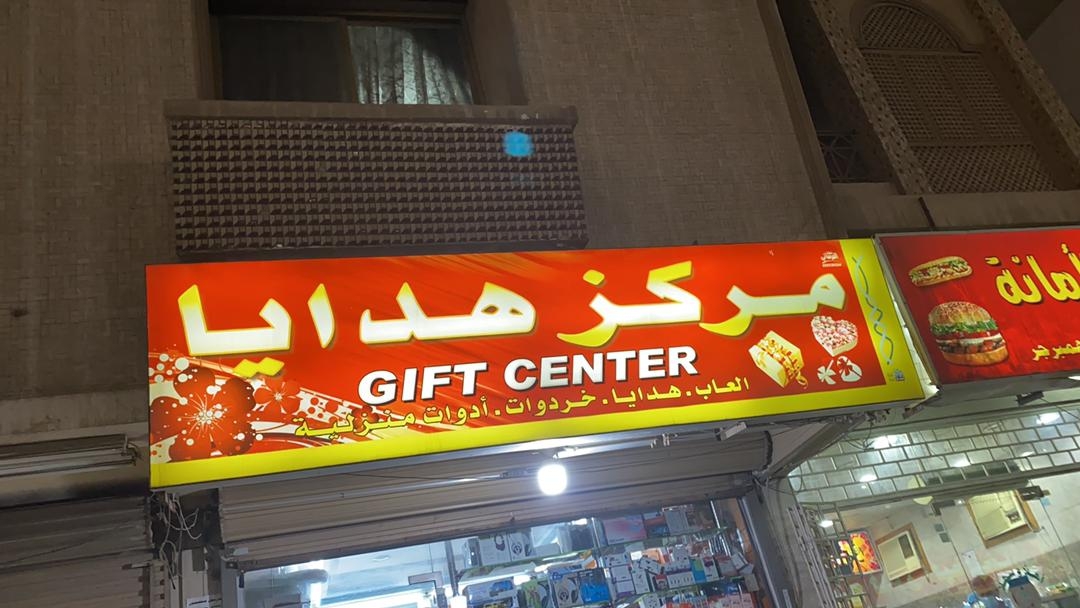 مركز هدايا
GIFT CENTER
العاب . هدايا . خردوات . أدوات منزلية
أمانة